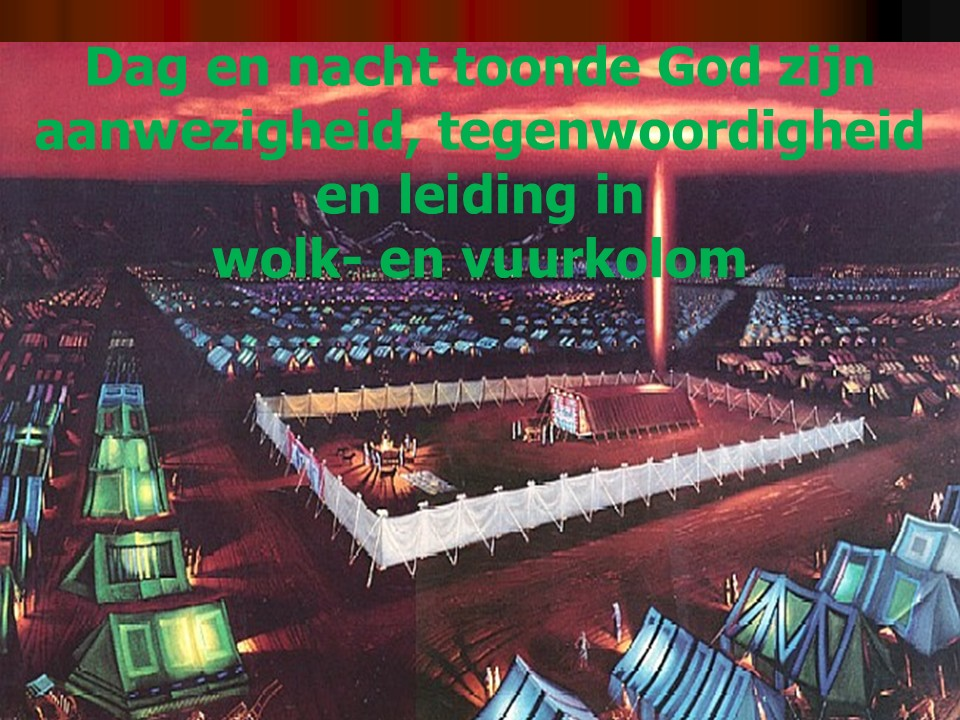 Dag en nacht toonde God zijn
aanwezigheid, tegenwoordigheid
en leiding in
wolk- en vuurkolom